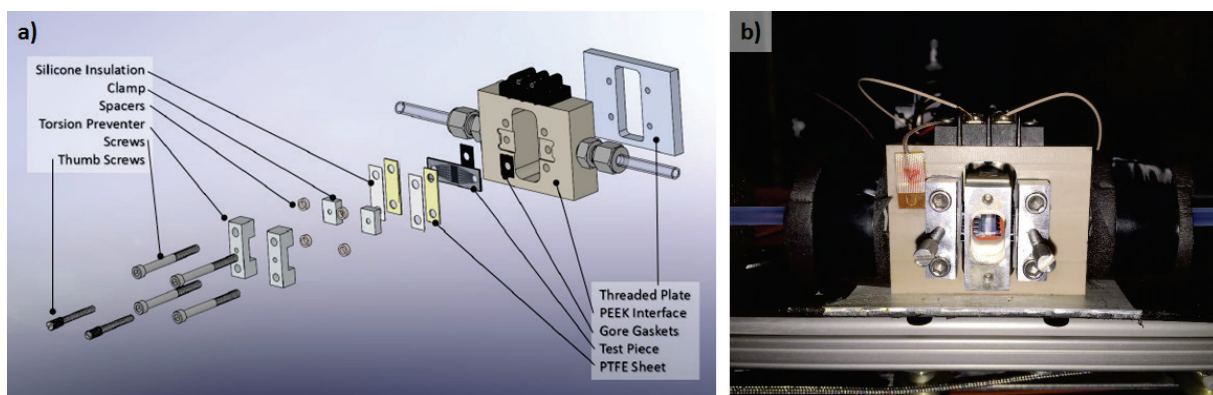 a)
Silicone Insulation
Clamp
Spacers
Torsion Preventer
Screws
Thumb Screws
Threaded Plate
PEEK Interface
Gore Gaskets
Test Piece
PTFE Sheet
b)